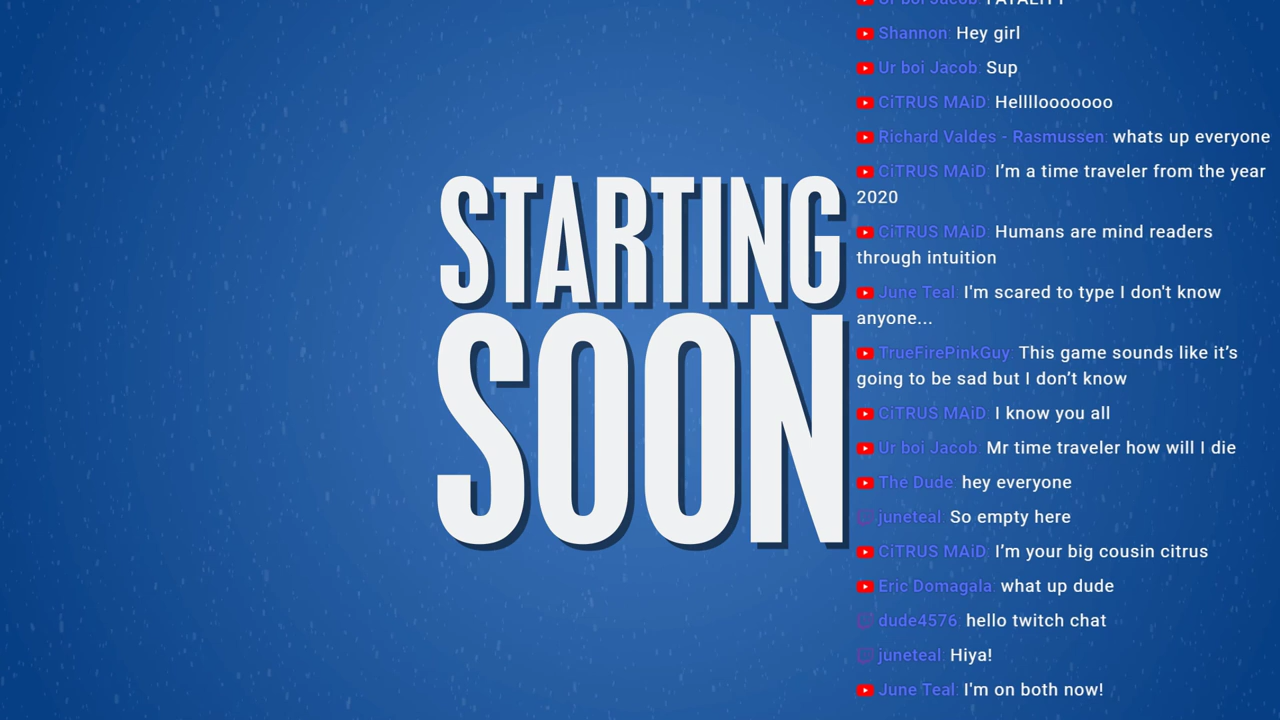 Ur boi Jacob: FATALITY
Shannon: Hey girl
Ur boi Jacob: Sup
CiTRUS MAiD: Hellllooooooo
Richard Valdes - Rasmussen: whats up everyone
CiTRUS MAiD: I’m a time traveler from the year
2020
CiTRUS MAiD: Humans are mind readers
through intuition
June Teal: I'm scared to type I don't know
anyone...
TrueFirePinkGuy: This game sounds like it’s
going to be sad but I don’t know
CiTRUS MAiD: I know you all
Ur boi Jacob: Mr time traveler how will I die
The Dude: hey everyone
juneteal: So empty here
CiTRUS MAiD: I’m your big cousin citrus
Eric Domagala: what up dude
dude4576: hello twitch chat
juneteal: Hiya!
June Teal: I'm on both now!
STARTING
SOON